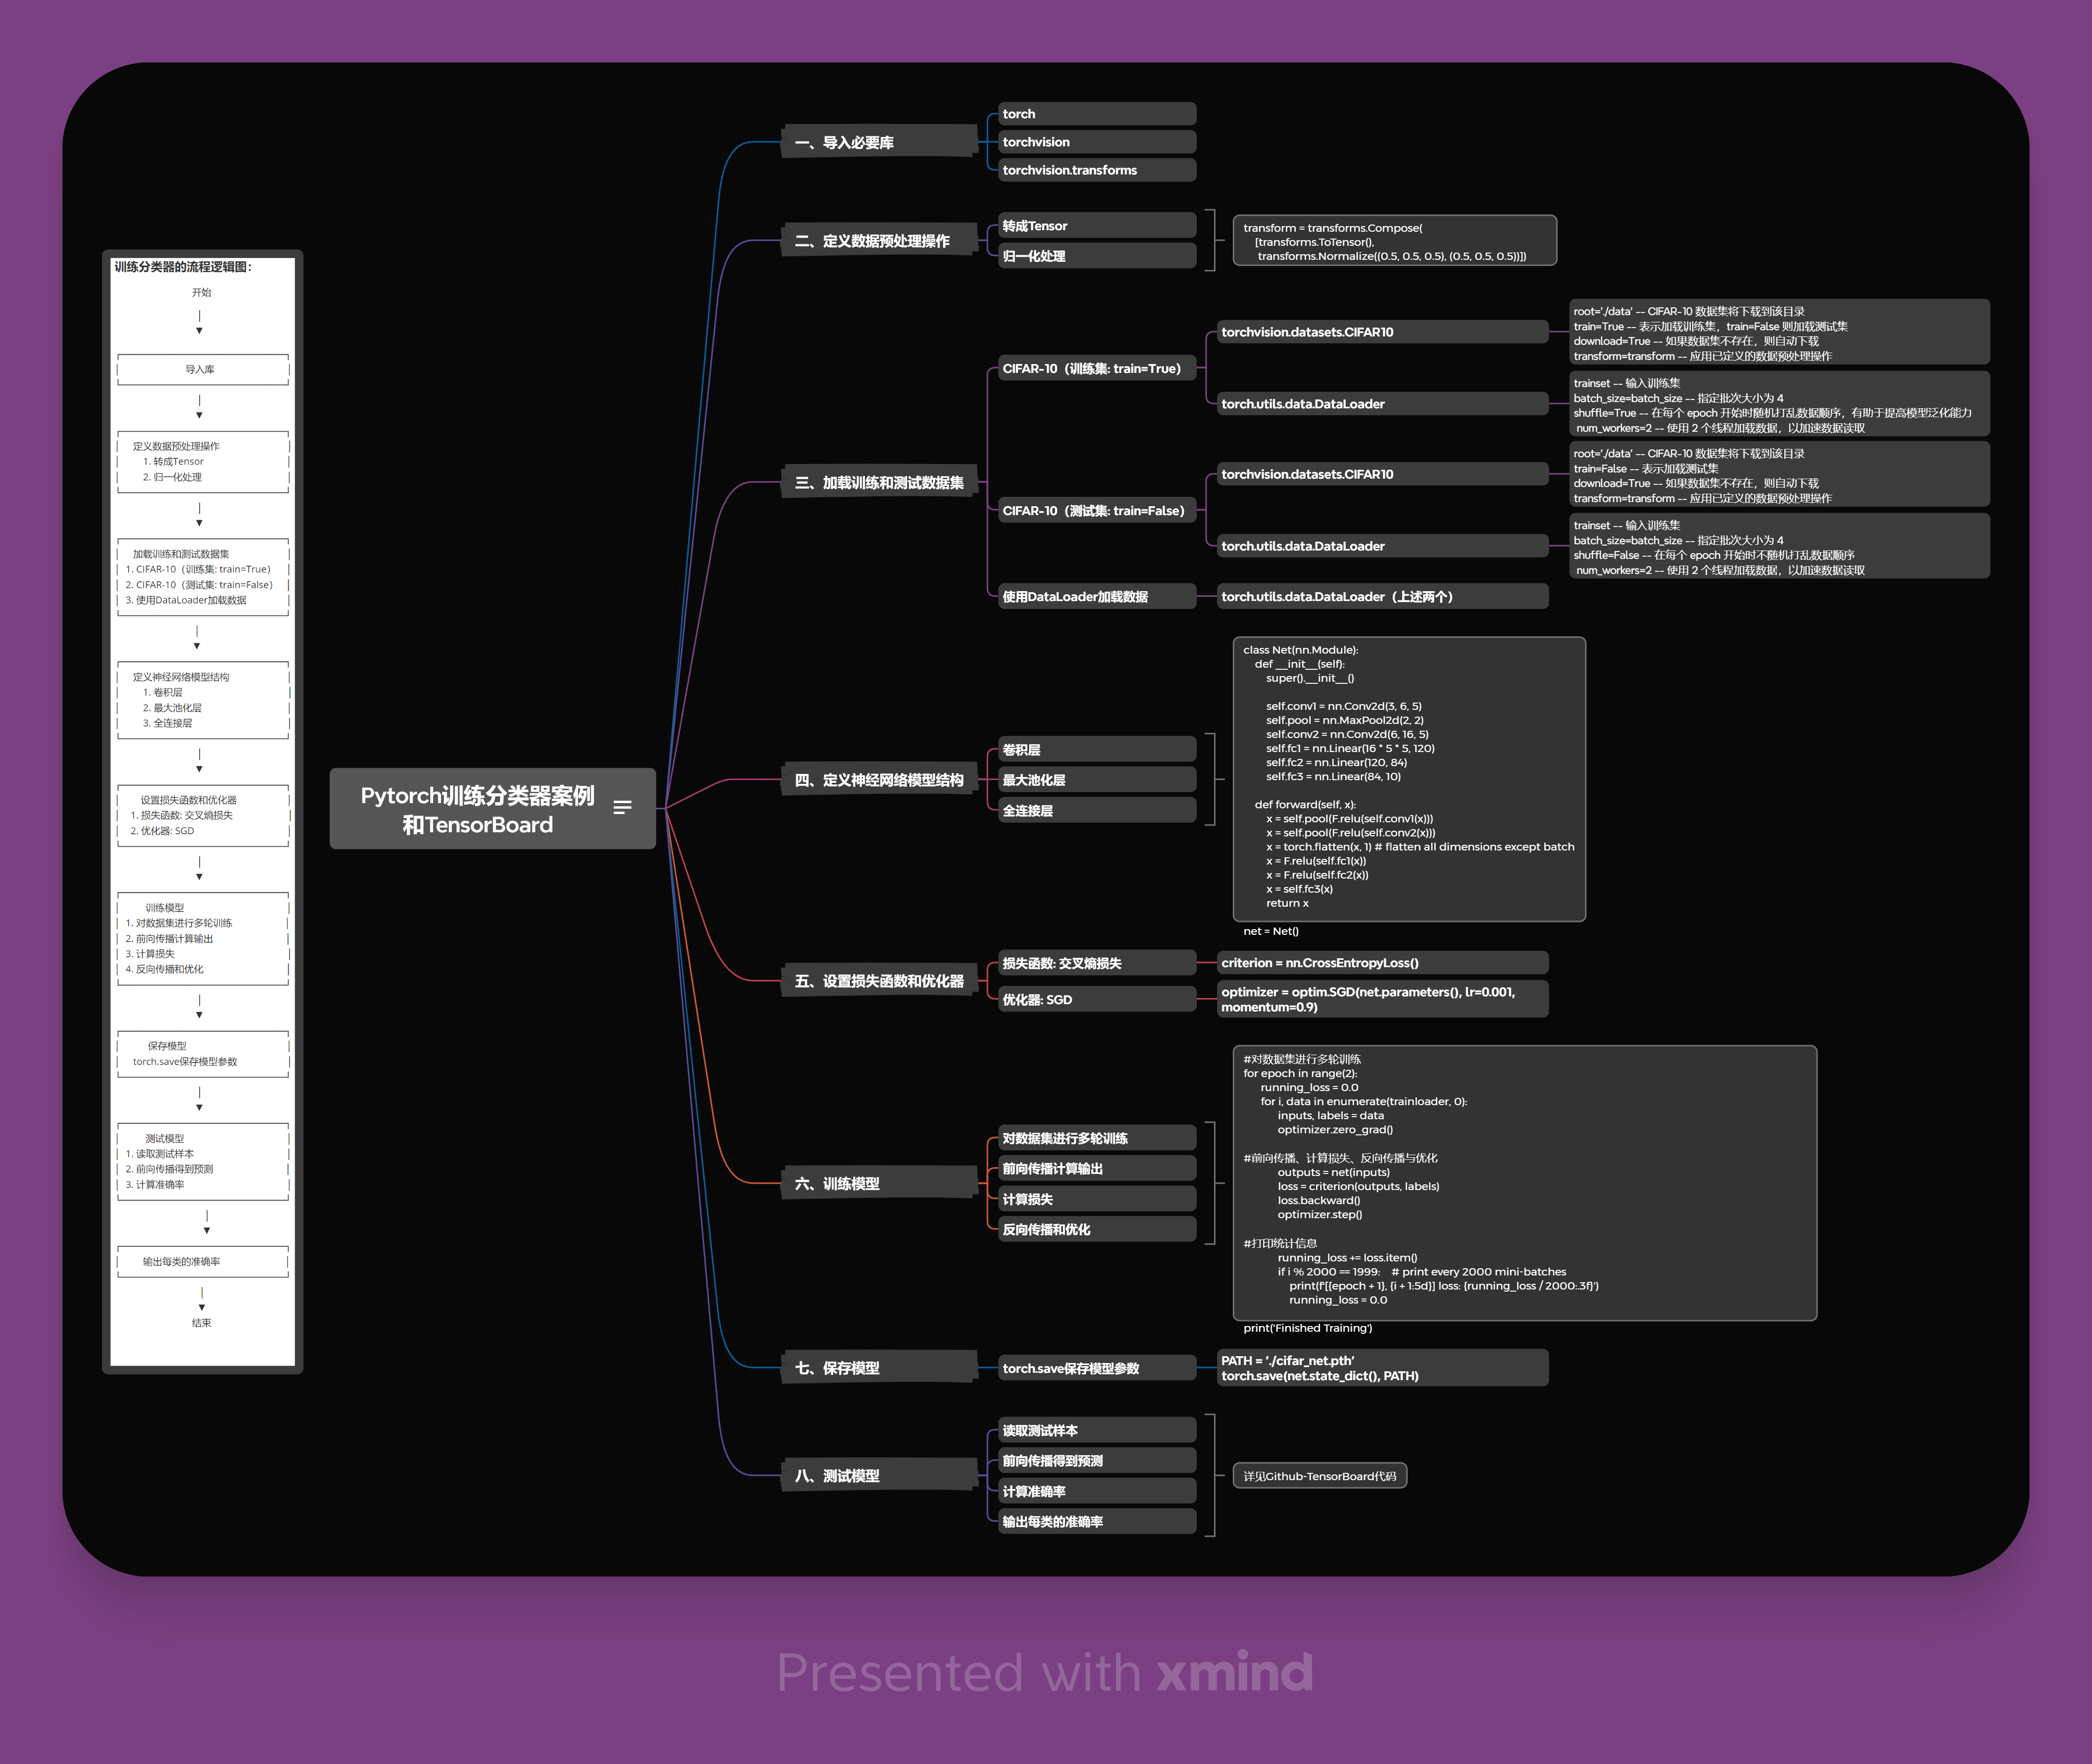 训练分类器的流程逻辑图：
开始
导入库
定义数据预处理操作
1. 转成Tensor
2. 归一化处理
加载训练和测试数据集
1. CIFAR-10（训练集: train=True）
2. CIFAR-10（测试集: train=False）
3. 使用DataLoader加载数据
定义神经网络模型结构
1. 卷积层
2. 最大池化层
3. 全连接层
设置损失函数和优化器
1. 损失函数: 交叉熵损失
2. 优化器: SGD
训练模型
1. 对数据集进行多轮训练
2. 前向传播计算输出
3. 计算损失
4. 反向传播和优化
保存模型
torch.save保存模型参数
测试模型
1. 读取测试样本
2. 前向传播得到预测
3. 计算准确率
输出每类的准确率
结束
Pytorch训练分类器案例
和TensorBoard
一、导入必要库
torch
torchvision
torchvision.transforms
二、定义数据预处理操作
转成Tensor
归一化处理
transform = transforms.Compose(
[transforms.ToTensor(),
transforms.Normalize((0.5, 0.5, 0.5), (0.5, 0.5, 0.5))])
三、加载训练和测试数据集
CIFAR-10（训练集: train=True）
torchvision.datasets.CIFAR10
root='./data' -- CIFAR-10 数据集将下载到该目录
train=True -- 表示加载训练集，train=False 则加载测试集
download=True -- 如果数据集不存在，则自动下载
transform=transform -- 应用已定义的数据预处理操作
torch.utils.data.DataLoader
trainset -- 输入训练集
batch_size=batch_size -- 指定批次大小为 4
shuffle=True -- 在每个 epoch 开始时随机打乱数据顺序，有助于提高模型泛化能力
num_workers=2 -- 使用 2 个线程加载数据，以加速数据读取
CIFAR-10（测试集: train=False）
torchvision.datasets.CIFAR10
root='./data' -- CIFAR-10 数据集将下载到该目录
train=False -- 表示加载测试集
download=True -- 如果数据集不存在，则自动下载
transform=transform -- 应用已定义的数据预处理操作
torch.utils.data.DataLoader
trainset -- 输入训练集
batch_size=batch_size -- 指定批次大小为 4
shuffle=False -- 在每个 epoch 开始时不随机打乱数据顺序
num_workers=2 -- 使用 2 个线程加载数据，以加速数据读取
使用DataLoader加载数据
torch.utils.data.DataLoader（上述两个）
四、定义神经网络模型结构
卷积层
最大池化层
全连接层
class Net(nn.Module):
def __init__(self):
super().__init__()
self.conv1 = nn.Conv2d(3, 6, 5)
self.pool = nn.MaxPool2d(2, 2)
self.conv2 = nn.Conv2d(6, 16, 5)
self.fc1 = nn.Linear(16 * 5 * 5, 120)
self.fc2 = nn.Linear(120, 84)
self.fc3 = nn.Linear(84, 10)
def forward(self, x):
x = self.pool(F.relu(self.conv1(x)))
x = self.pool(F.relu(self.conv2(x)))
x = torch.flatten(x, 1) # flatten all dimensions except batch
x = F.relu(self.fc1(x))
x = F.relu(self.fc2(x))
x = self.fc3(x)
return x
net = Net()
五、设置损失函数和优化器
损失函数: 交叉熵损失
criterion = nn.CrossEntropyLoss()
优化器: SGD
optimizer = optim.SGD(net.parameters(), lr=0.001,
momentum=0.9)
六、训练模型
对数据集进行多轮训练
前向传播计算输出
计算损失
反向传播和优化
#对数据集进行多轮训练
for epoch in range(2):
running_loss = 0.0
for i, data in enumerate(trainloader, 0):
inputs, labels = data
optimizer.zero_grad()
#前向传播、计算损失、反向传播与优化
outputs = net(inputs)
loss = criterion(outputs, labels)
loss.backward()
optimizer.step()
#打印统计信息
running_loss += loss.item()
if i % 2000 == 1999: # print every 2000 mini-batches
print(f'[{epoch + 1}, {i + 1:5d}] loss: {running_loss / 2000:.3f}')
running_loss = 0.0
print('Finished Training')
七、保存模型
torch.save保存模型参数
PATH = './cifar_net.pth'
torch.save(net.state_dict(), PATH)
八、测试模型
读取测试样本
前向传播得到预测
计算准确率
输出每类的准确率
详见Github-TensorBoard代码
Presented with xmind